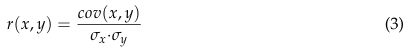 r(x,y) = cov(x,y) / σx·σy (3)